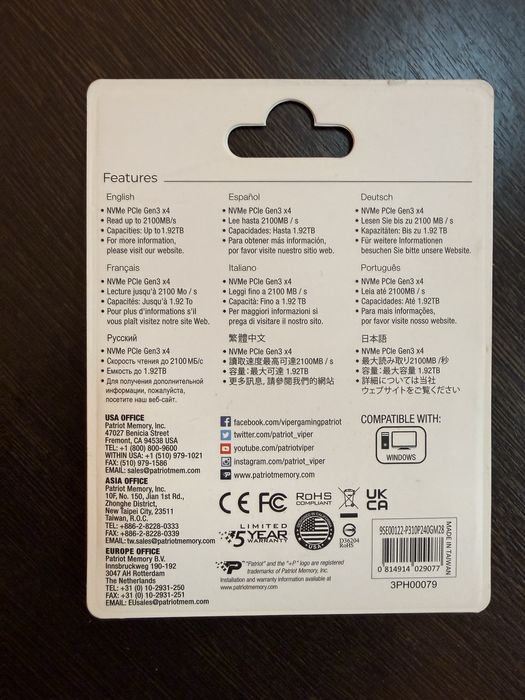 Features
English
• NVMe PCIe Gen3 x4
• Read up to 2100MB/s
• Capacities: Up to 1.92TB
• For more information,
please visit our website.
Español
• NVMe PCIe Gen3 x4
• Lee hasta 2100MB / s
• Capacidades: Hasta 1.92TB
• Para obtener más información,
por favor visite nuestro sitio web.
Deutsch
• NVMe PCIe Gen3 x4
• Lesen Sie bis zu 2100 MB / s
• Kapazitäten: Bis zu 1.92 TB
• Für weitere Informationen
besuchen Sie bitte unsere Website.
Français
• NVMe PCIe Gen3 x4
• Lecture jusqu'à 2100 Mo / s
• Capacités: Jusqu'à 1.92 To
• Pour plus d'informations s'il
vous plaît visitez notre site Web.
Italiano
• NVMe PCIe Gen3 x4
• Leggi fino a 2100 MB / s
• Capacità: Fino a 1.92 TB
• Per maggiori informazioni si
prega di visitare il nostro sito.
Português
• NVMe PCIe Gen3 x4
• Leia até 2100MB / s
• Capacidades: Até 1.92TB
• Para mais informações,
por favor visite nosso website.
Русский
• NVMe PCIe Gen3 x4
• Скорость чтения до 2100 МБ/с
• Емкость до 1.92TB
• Для получения дополнительной
информации, пожалуйста,
посетите наш веб-сайт.
繁體中文
• NVMe PCIe Gen3 x4
• 讀取速度最高可達2100MB / s
• 容量: 最大可達 1.92TB
• 更多訊息, 請參閱我們的網站
日本語
• NVMe PCIe Gen3 x4
• 最大読み取り2100MB /秒
• 容量: 最大容量 1.92TB
• 詳細については当社
ウェブサイトをご覧ください
USA OFFICE
Patriot Memory, Inc.
47027 Benicia Street
Fremont, CA 94538 USA
TEL: +1 (800) 800-9600
WITHIN USA: +1 (510) 979-1021
FAX: (510) 979-1586
EMAIL: sales@patriotmem.com
ASIA OFFICE
Patriot Memory, Inc.
10F, No. 150, Jian 1st Rd.,
Zhonghe District,
New Taipei City, 23511
Taiwan, R.O.C.
TEL: +886-2-8228-0333
FAX: +886-2-8228-0339
EMAIL: tw.sales@patriotmemory.com
EUROPE OFFICE
Patriot Memory B.V.
Innsbruckweg 190-192
3047 AH Rotterdam
The Netherlands
TEL: +31 (0) 10-2931-250
FAX: +31 (0) 10-2931-251
EMAIL: EUsales@patriotmem.com
facebook.com/vipergamingpatriot
twitter.com/patriot_viper
youtube.com/patriotviper
instagram.com/patriot_viper
www.patriotmemory.com
COMPATIBLE WITH:
WINDOWS
CE FC RoHS
COMPLIANT
UK
CA
LIMITED
5 YEAR
WARRANTY
USA
D36204
RoHS
"Patriot" and the "+P." logo are registered
trademarks of Patriot Memory, Inc.
Installation and warranty information available at
www.patriotmemory.com
9SE00122-P310P240GM28
0 814914 029077
MADE IN TAIWAN
3PH00079